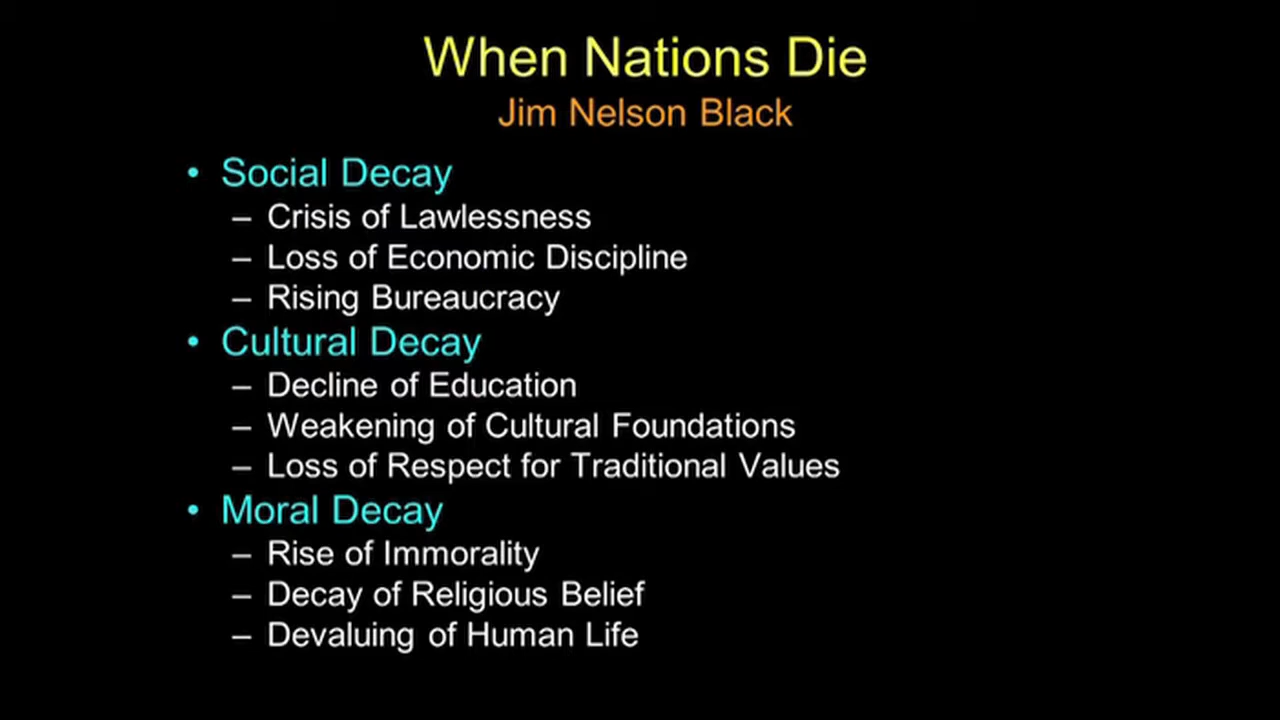 When Nations Die
Jim Nelson Black
• Social Decay
– Crisis of Lawlessness
– Loss of Economic Discipline
– Rising Bureaucracy
• Cultural Decay
– Decline of Education
– Weakening of Cultural Foundations
– Loss of Respect for Traditional Values
• Moral Decay
– Rise of Immorality
– Decay of Religious Belief
– Devaluing of Human Life